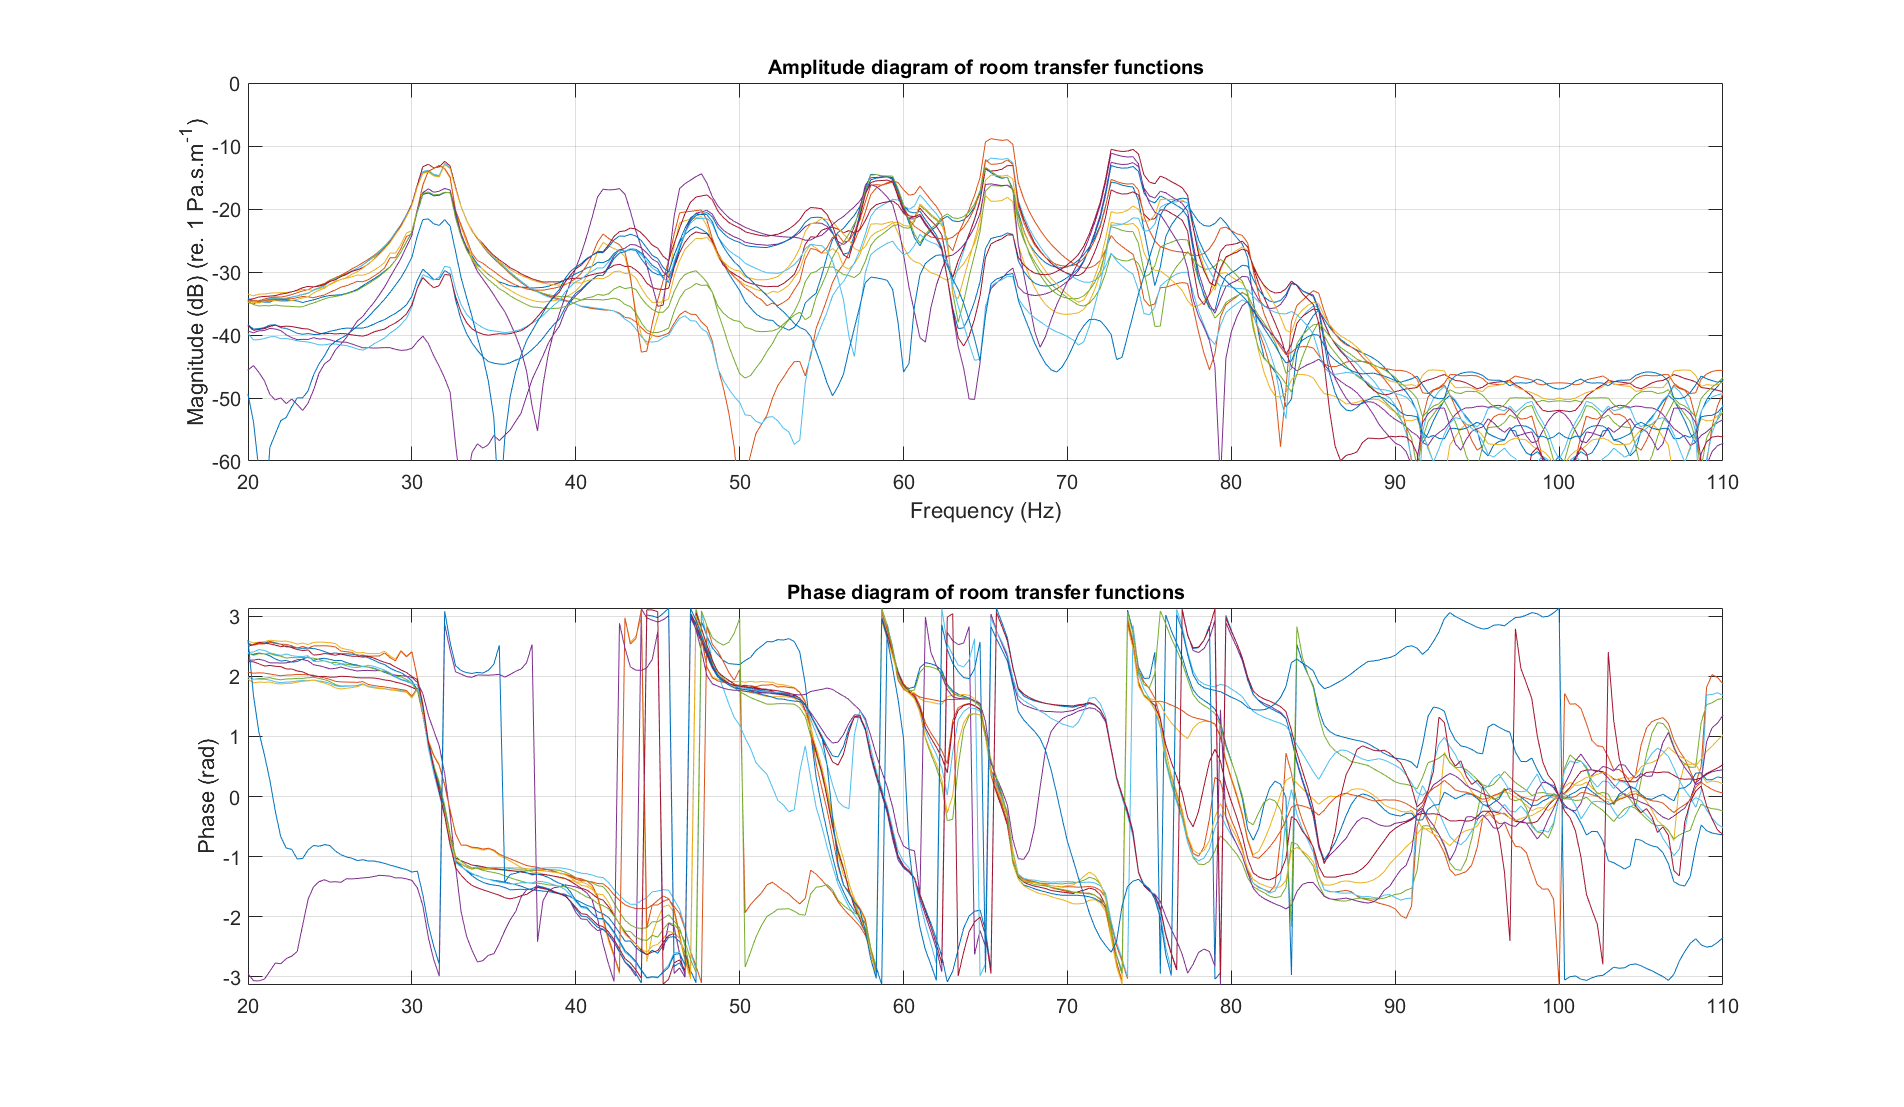 Amplitude diagram of room transfer functions
Magnitude (dB) (re. 1 Pa.s.m-1)
0
-10
-20
-30
-40
-50
-60
20 30 40 50 60 70 80 90 100 110
Frequency (Hz)
Phase diagram of room transfer functions
Phase (rad)
3
2
1
0
-1
-2
-3
20 30 40 50 60 70 80 90 100 110